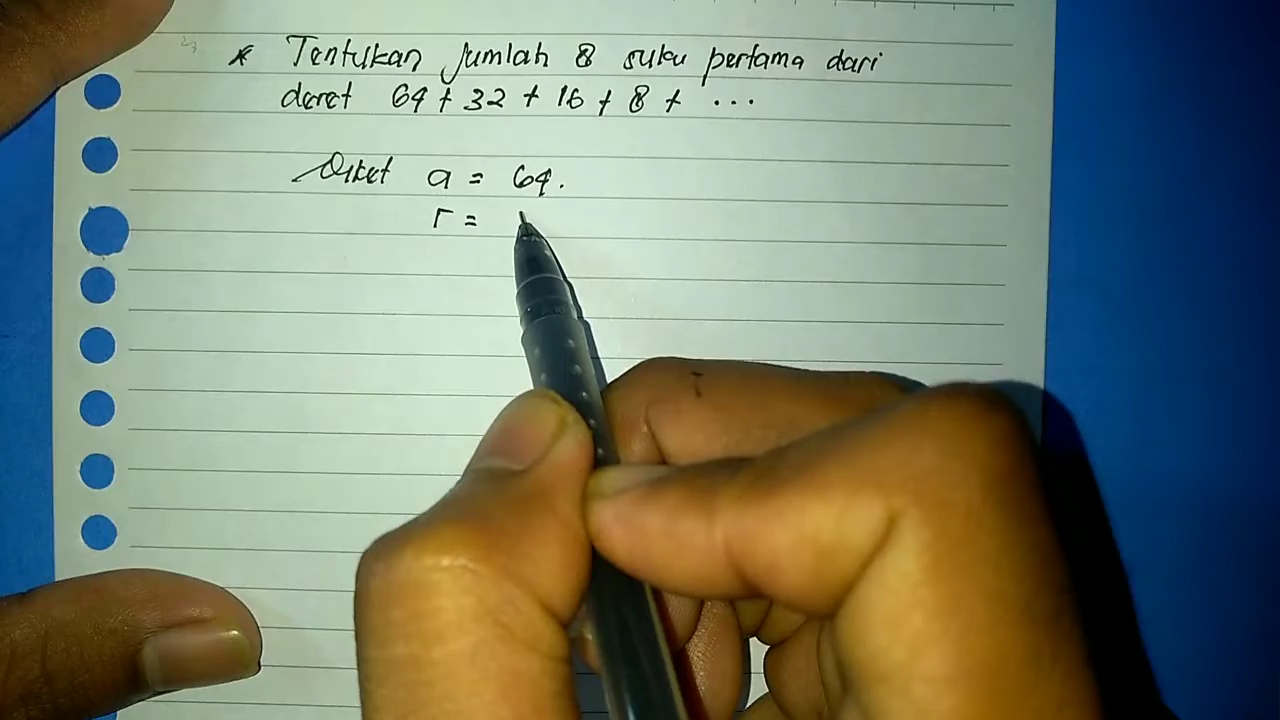 * Tentukan Jumlah 8 suku pertama dari
deret 64 + 32 + 16 + 8 + ...
Diket a = 64.
r =